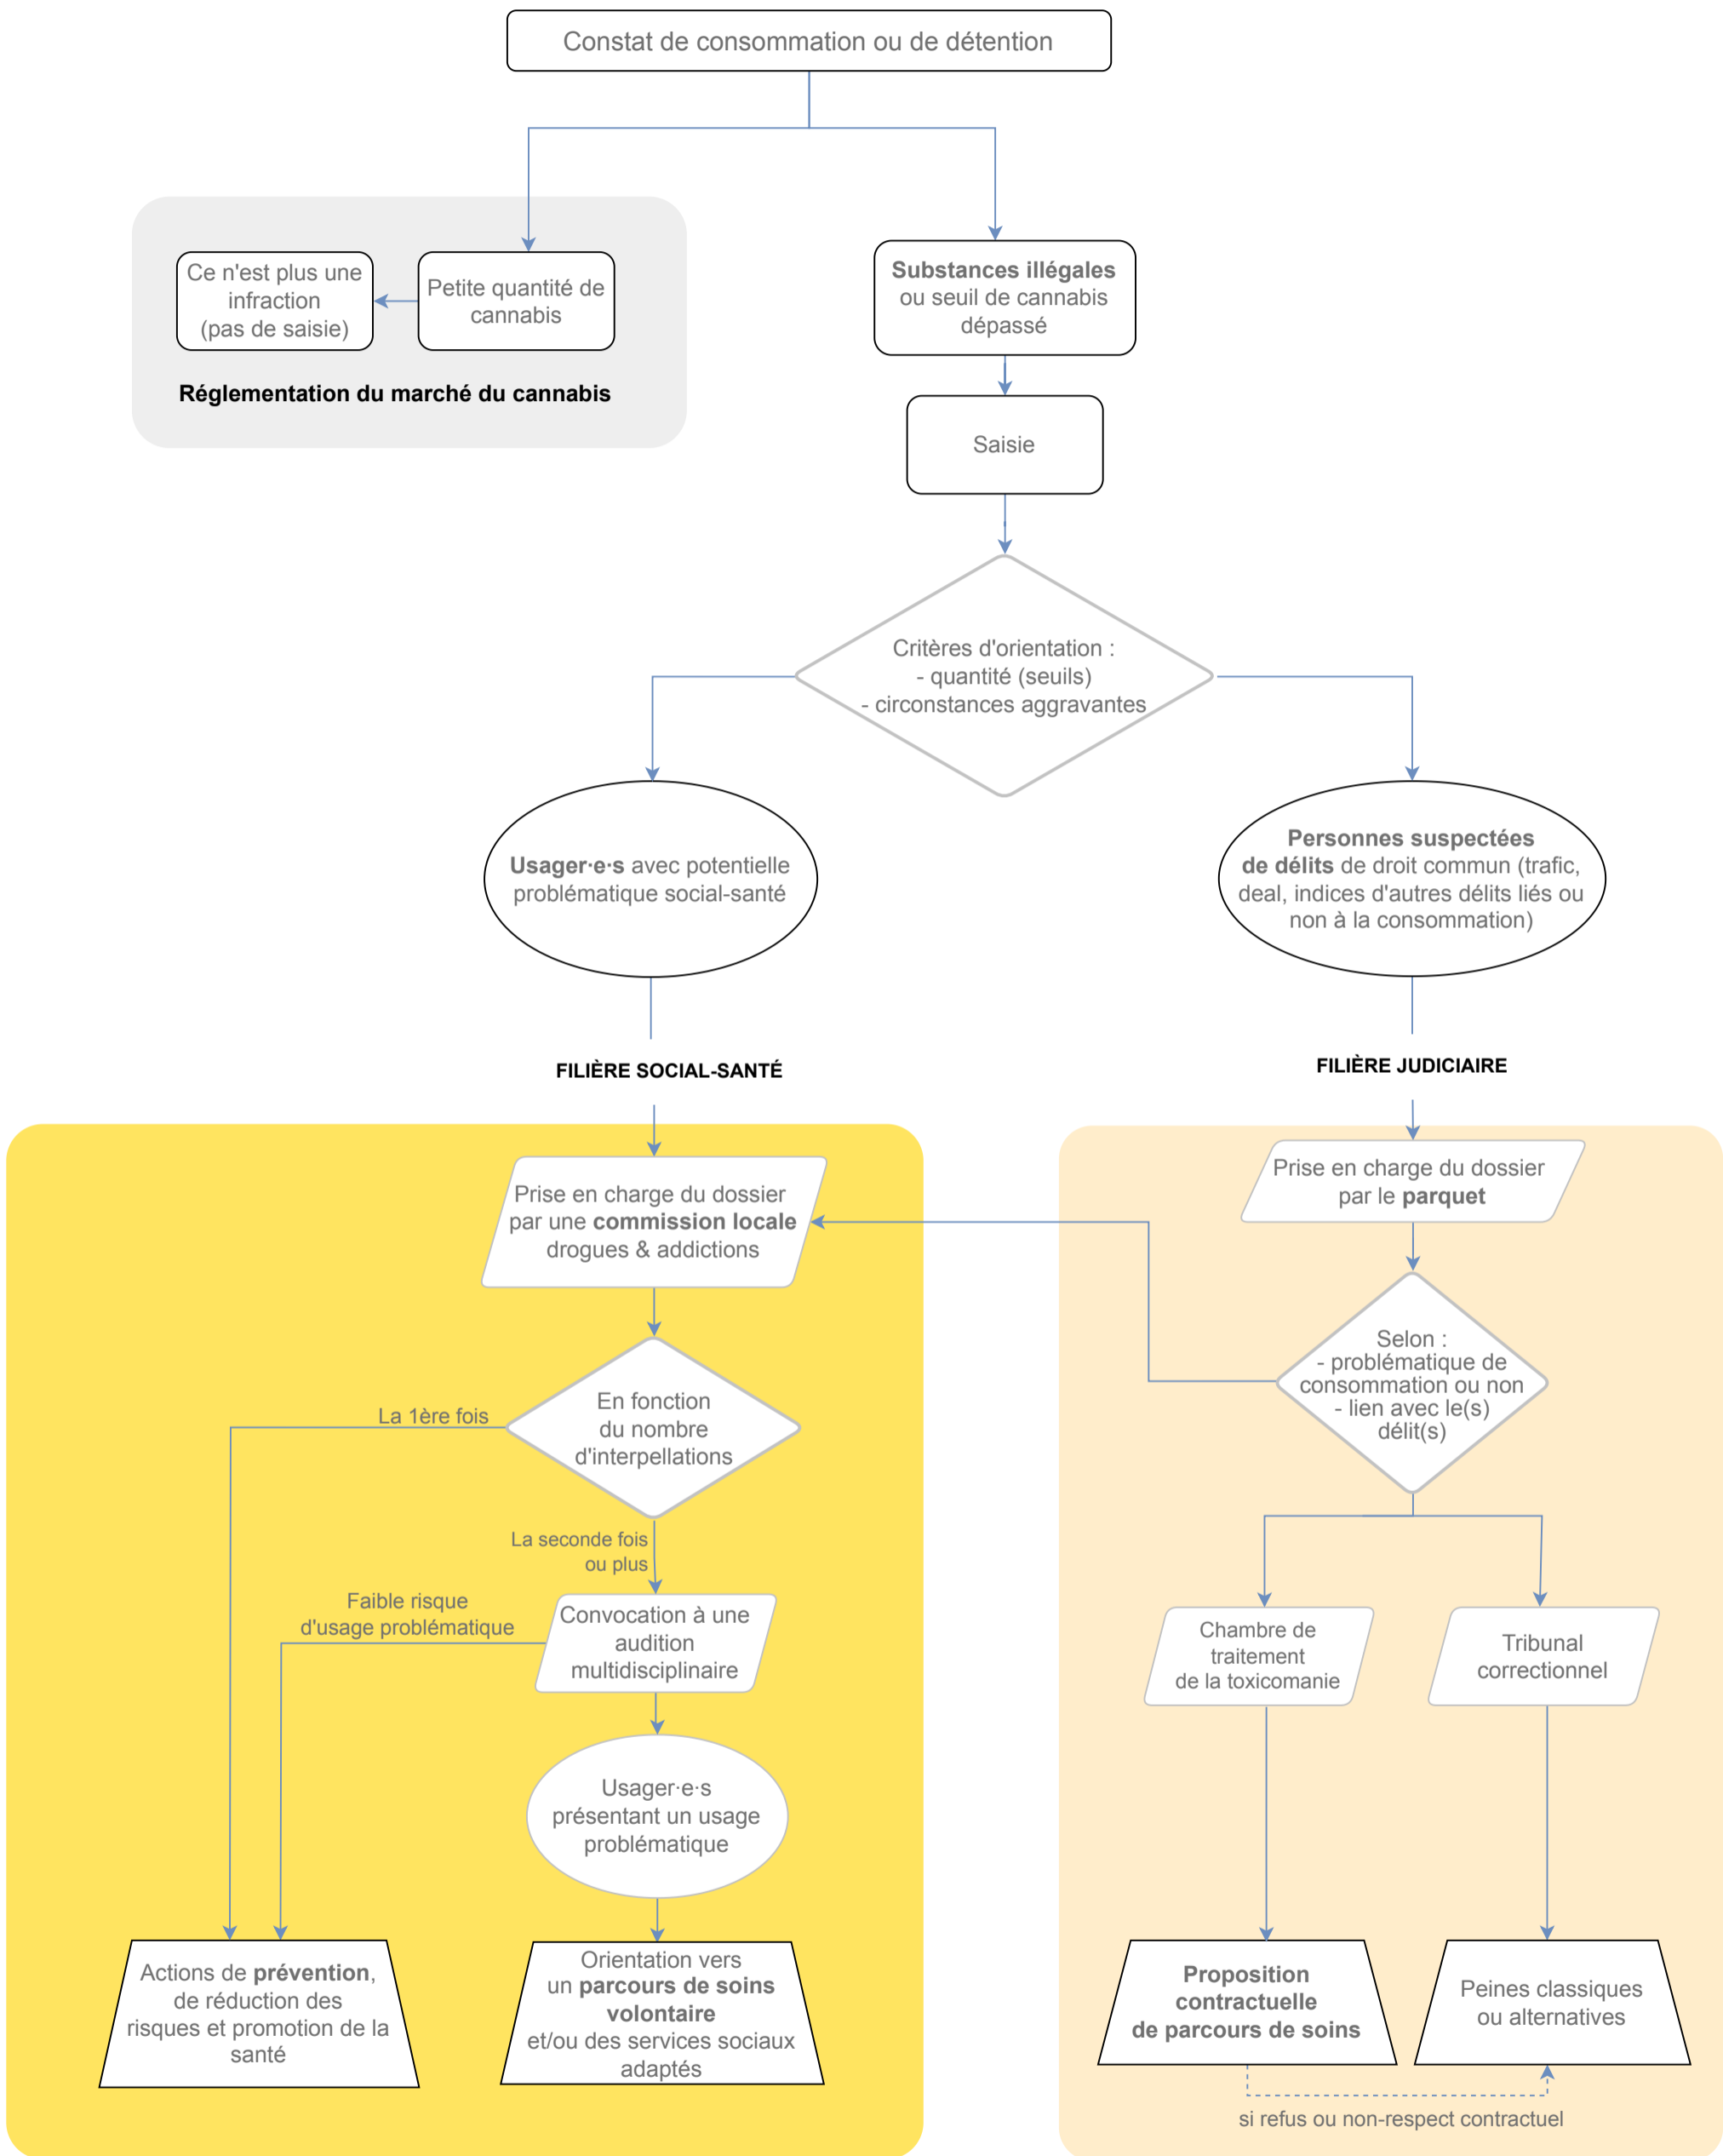 Constat de consommation ou de détention
Ce n'est plus une
infraction
(pas de saisie)
Petite quantité de
cannabis
Réglementation du marché du cannabis
Substances illégales
ou seuil de cannabis
dépassé
Saisie
Critères d'orientation :
- quantité (seuils)
- circonstances aggravantes
Usager·e·s avec potentielle
problématique social-santé
Personnes suspectées
de délits de droit commun (trafic,
deal, indices d'autres délits liés ou
non à la consommation)
FILIÈRE SOCIAL-SANTÉ
FILIÈRE JUDICIAIRE
Prise en charge du dossier
par une commission locale
drogues & addictions
En fonction
du nombre
d'interpellations
La 1ère fois
La seconde fois
ou plus
Faible risque
d'usage problématique
Convocation à une
audition
multidisciplinaire
Usager·e·s
présentant un usage
problématique
Actions de prévention,
de réduction des
risques et promotion de la
santé
Orientation vers
un parcours de soins
volontaire
et/ou des services sociaux
adaptés
Prise en charge du dossier
par le parquet
Selon :
- problématique de
consommation ou non
- lien avec le(s)
délit(s)
Chambre de
traitement
de la toxicomanie
Tribunal
correctionnel
Proposition
contractuelle
de parcours de soins
Peines classiques
ou alternatives
si refus ou non-respect contractuel